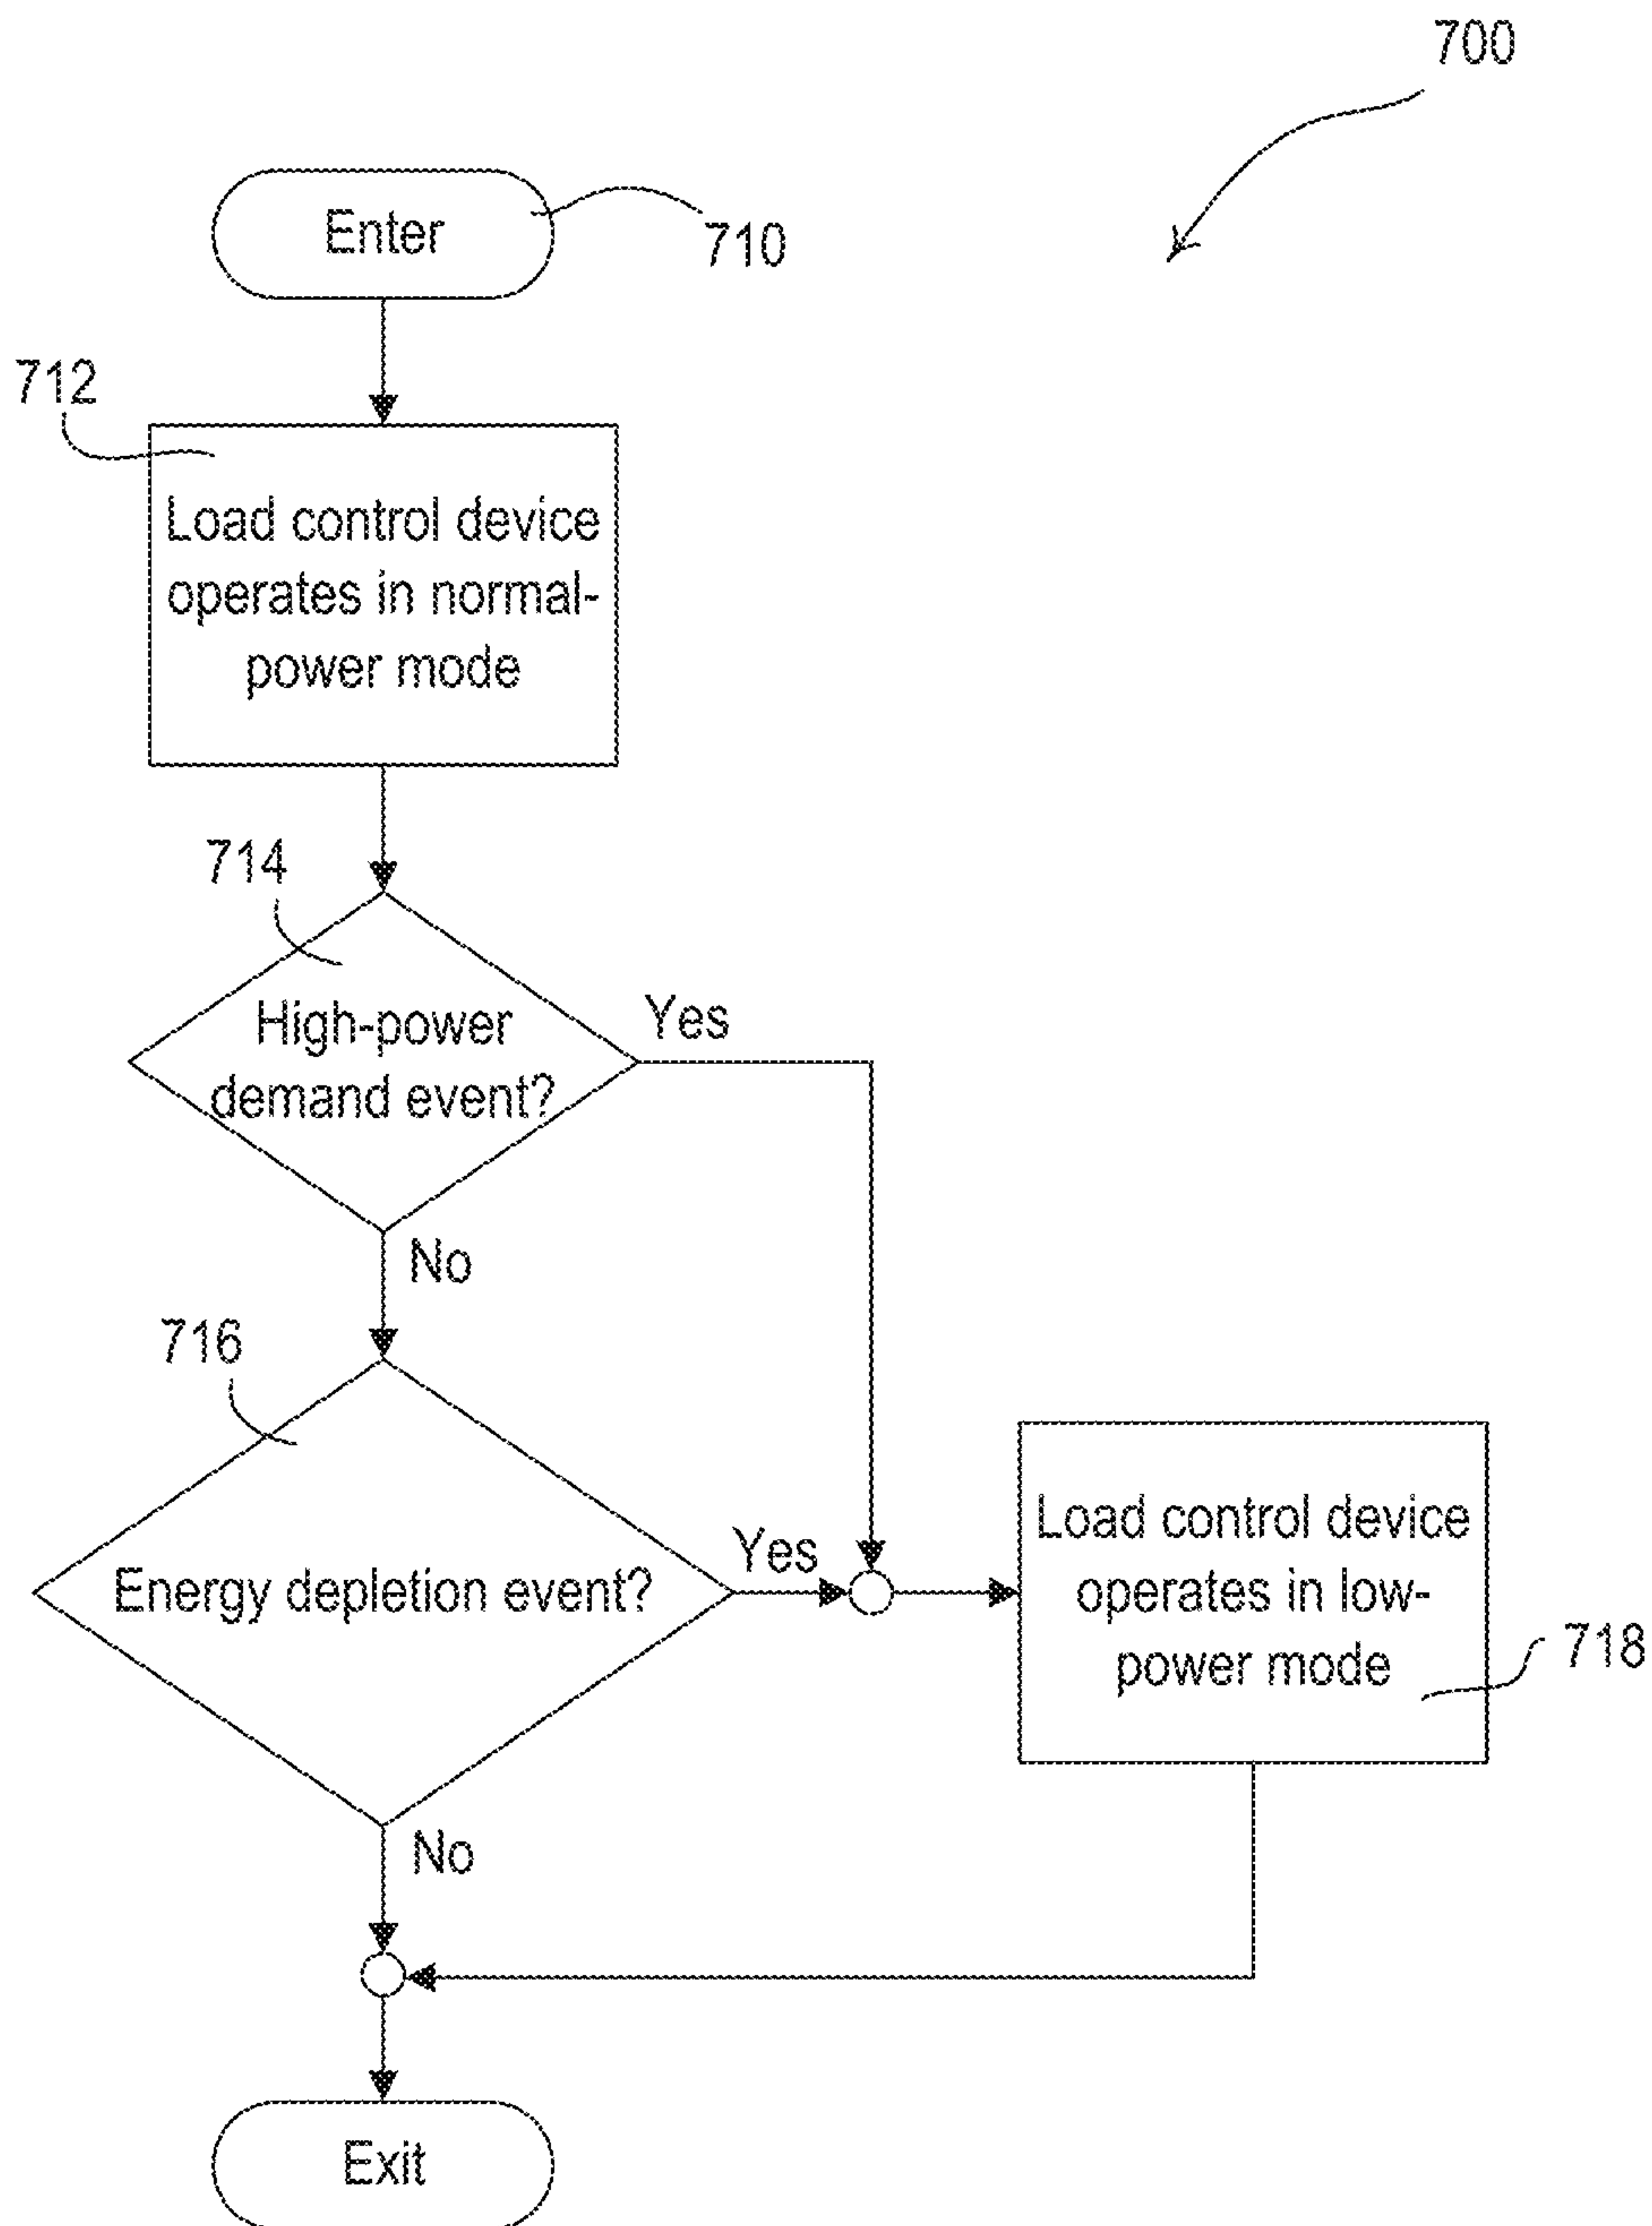 700
Enter
710
712
Load control device
operates in normal-
power mode
714
High-power
demand event?
Yes
No
716
Energy depletion event?
Yes
Load control device
operates in low-
power mode
718
No
Exit